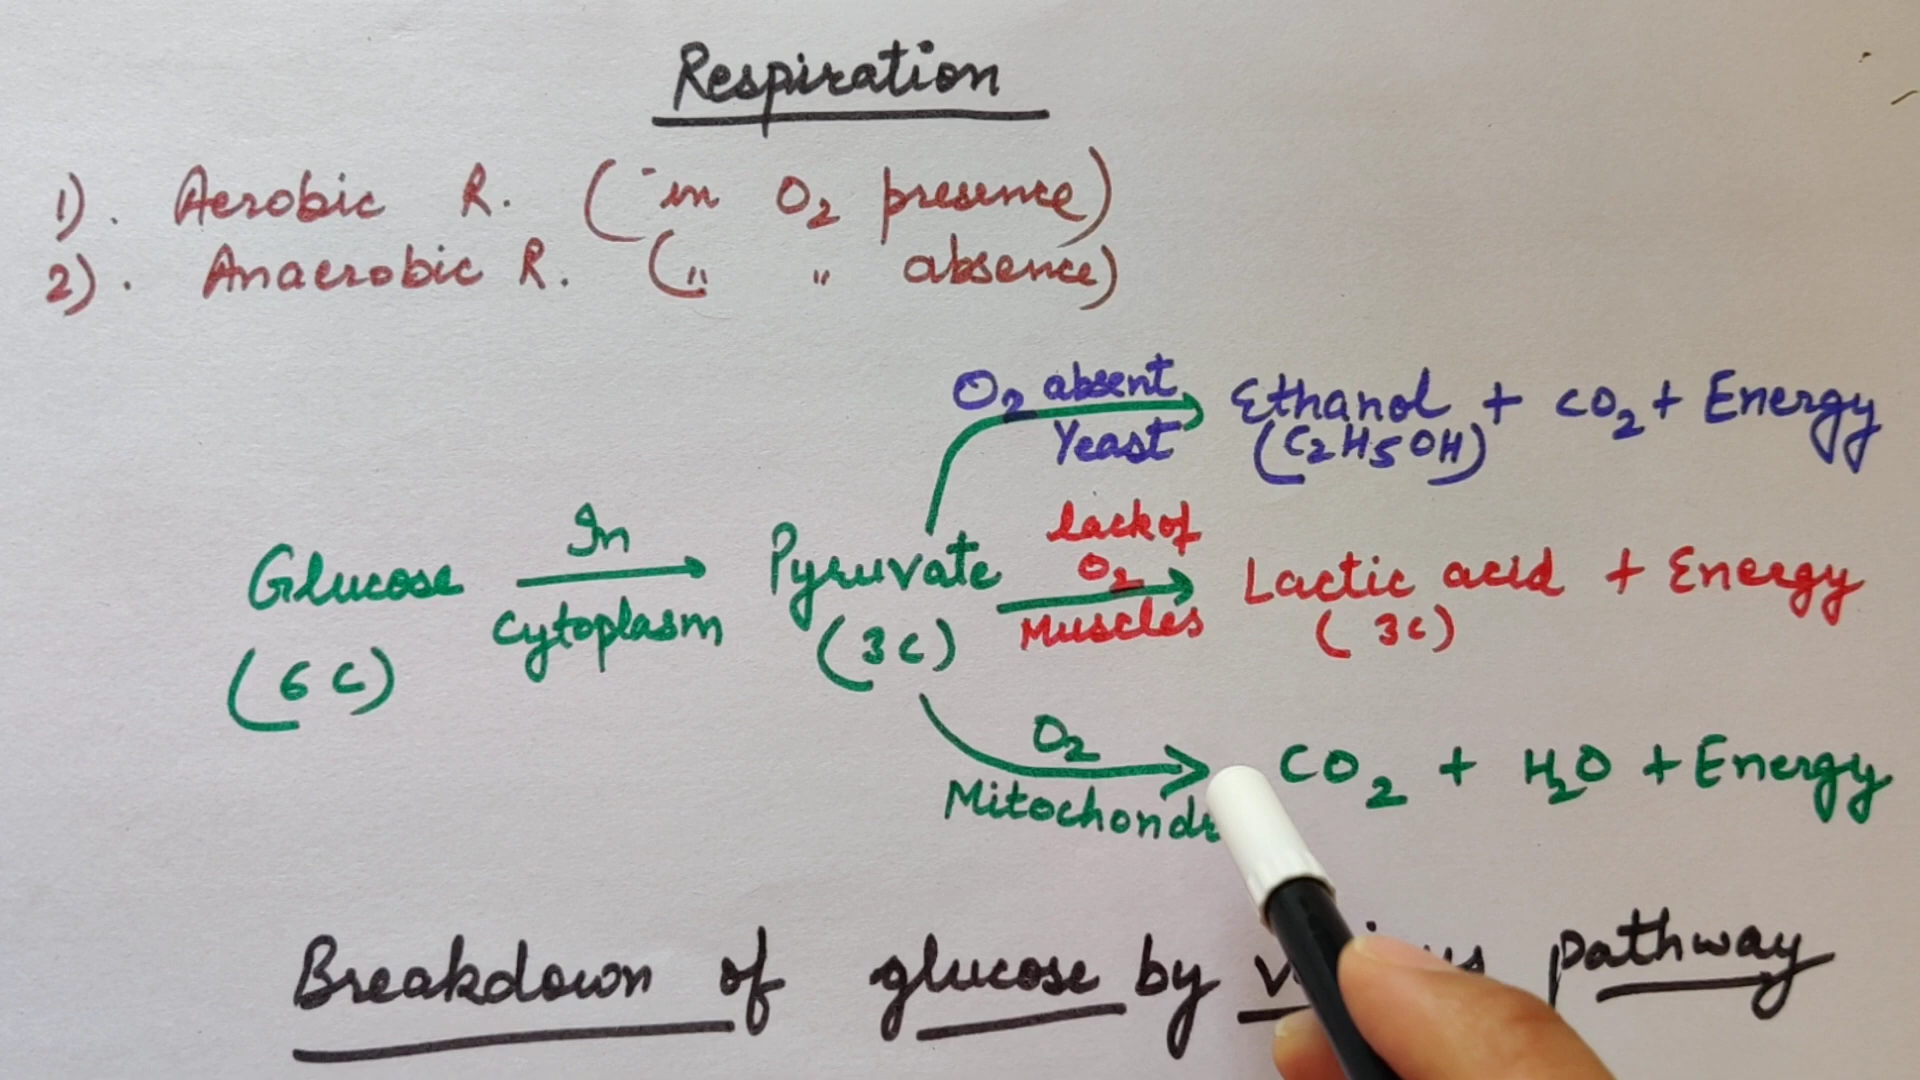 Respiration
1). Aerobic R. (in O2 presence)
2). Anaerobic R. (" " absence)
O2 absent
Yeast
Ethanol + CO2 + Energy
(C2H5OH)
Glucose
(6C)
In
cytoplasm
Pyruvate
(3C)
lack of
O2
Muscles
Lactic acid + Energy
(3C)
O2
CO2 + H2O + Energy
Breakdown of glucose by pathway